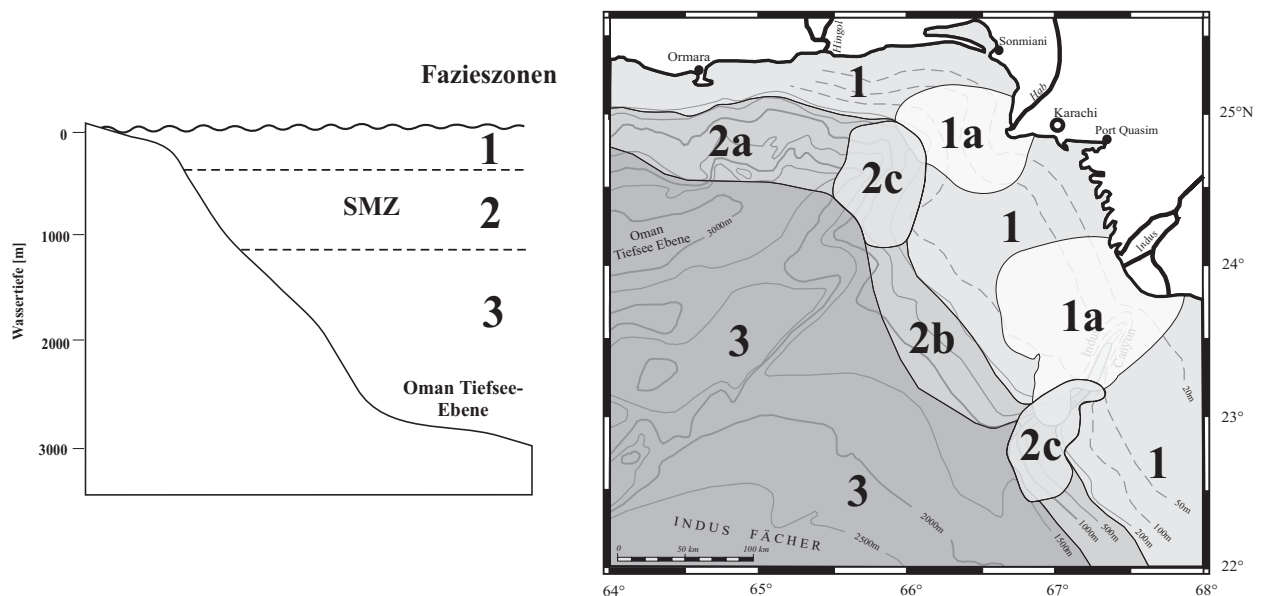 Fazieszonen
0
1
SMZ
2
1000
3
2000
Oman Tiefsee-
Ebene
3000
Wassertiefe [m]
Hingol
Sonmiani
Ormara
1
Hab
Karachi
25°N
1a
Port Quasim
2a
2c
Oman
Tiefsee Ebene
3000m
1
Indus
24°
1a
Indus
Canyon
2b
3
20m
23°
2c
1
3
50m
2000m
1000m
500m
200m
100m
INDUS FÄCHER
2500m
1500m
0 50 km 100 km
22°
64° 65° 66° 67° 68°